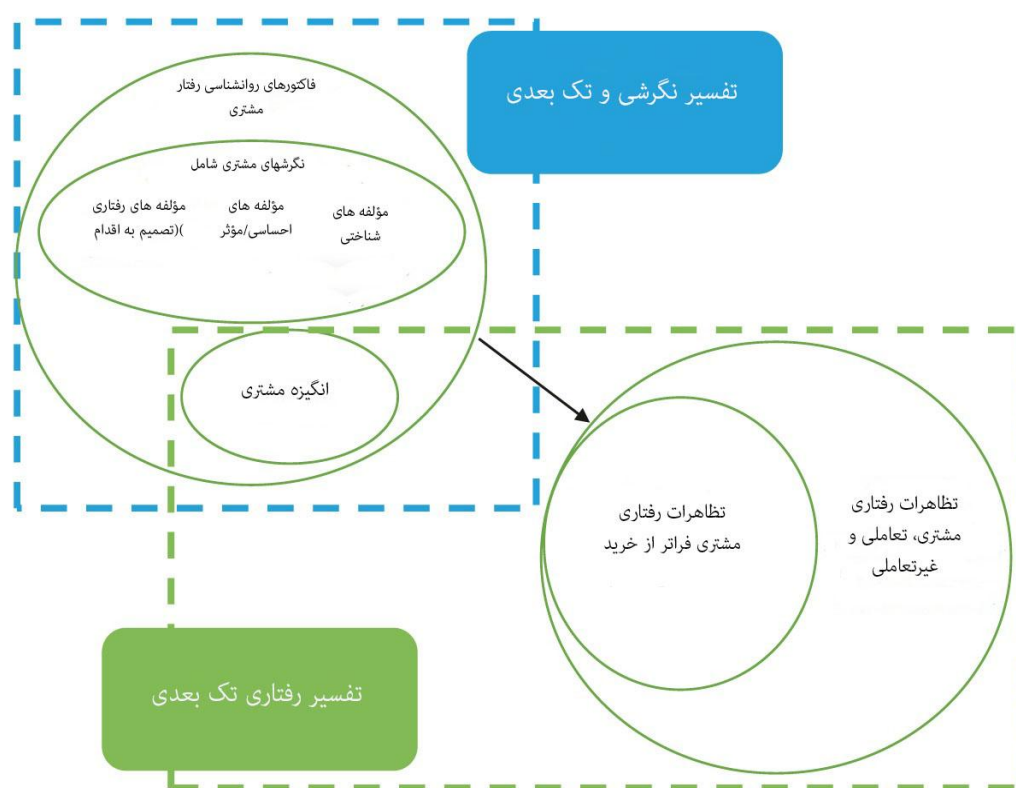 تفسیر نگرشی و تک بعدی
فاکتورهای روانشناسی رفتار
مشتری
نگرشهای مشتری شامل
مؤلفه های
شناختی
مؤلفه های
احساسی/مؤثر
مؤلفه های رفتاری
)(تصمیم به اقدام
انگیزه مشتری
تظاهرات رفتاری
مشتری، تعاملی و
غیرتعاملی
تظاهرات رفتاری
مشتری فراتر از خرید
تفسیر رفتاری تک بعدی